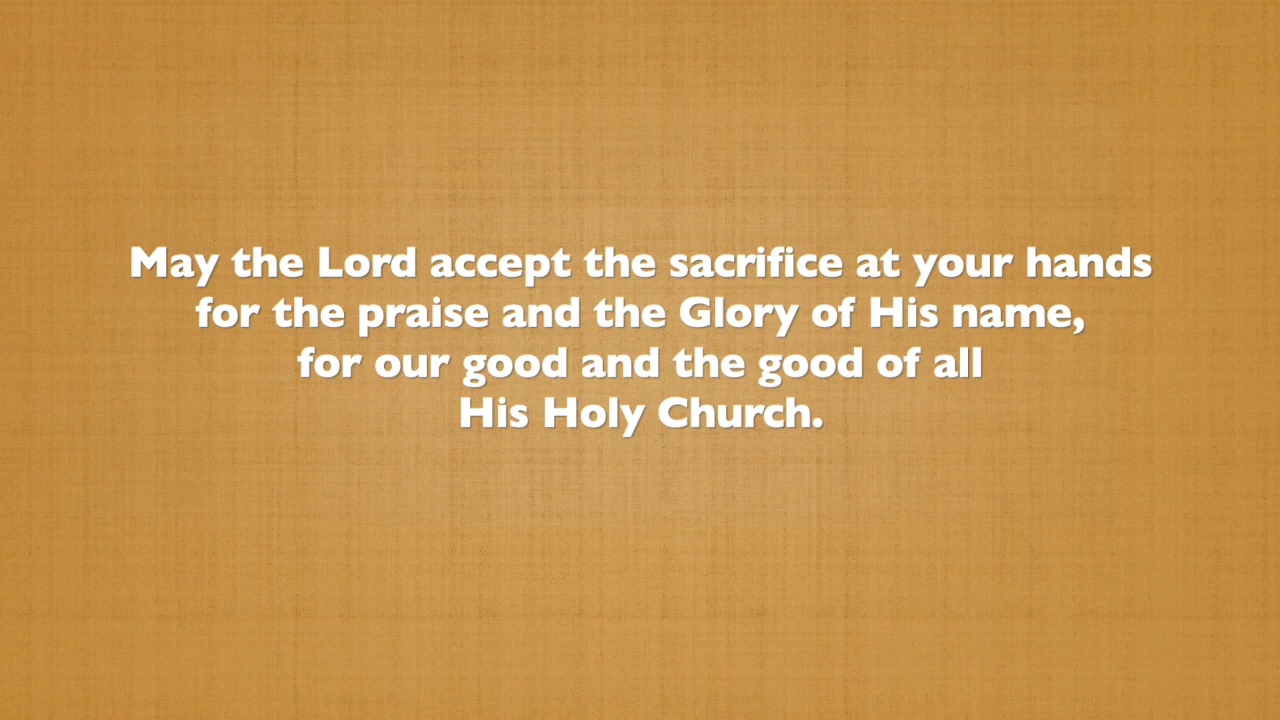 May the Lord accept the sacrifice at your hands
for the praise and the Glory of His name,
for our good and the good of all
His Holy Church.